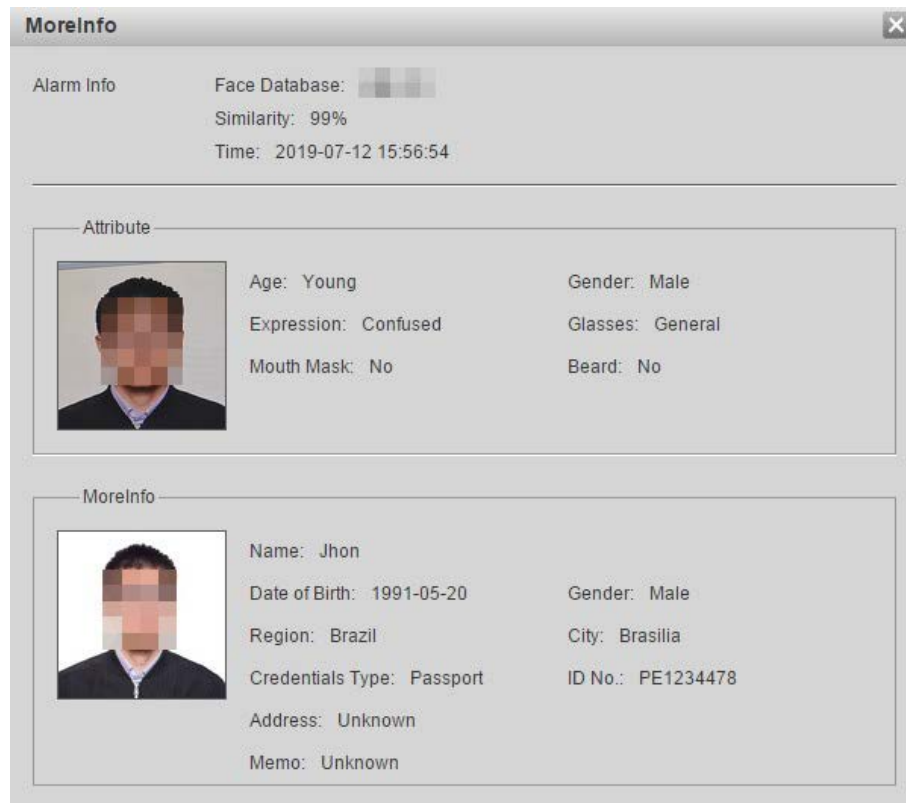 MoreInfo
Alarm Info Face Database:
Similarity: 99%
Time: 2019-07-12 15:56:54
Attribute
Age: Young Gender: Male
Expression: Confused Glasses: General
Mouth Mask: No Beard: No
MoreInfo
Name: Jhon
Date of Birth: 1991-05-20 Gender: Male
Region: Brazil City: Brasilia
Credentials Type: Passport ID No.: PE1234478
Address: Unknown
Memo: Unknown